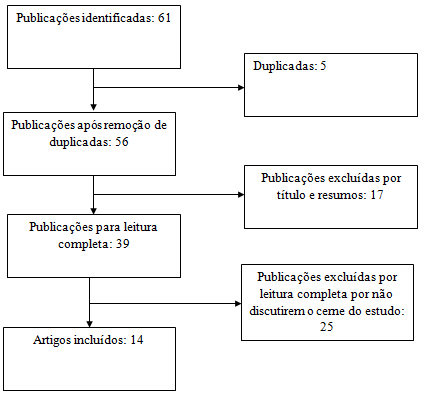 Publicações identificadas: 61
Duplicadas: 5
Publicações após remoção de
duplicadas: 56
Publicações excluídas por
título e resumos: 17
Publicações para leitura
completa: 39
Publicações excluídas por
leitura completa por não
discutirem o cerne do estudo:
25
Artigos incluídos: 14